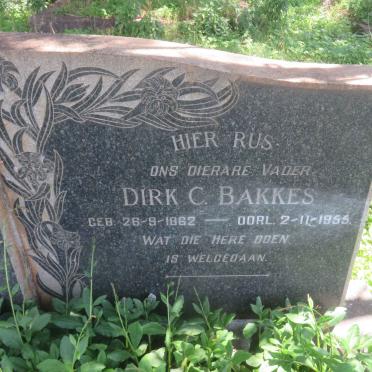 HIER RUS
ONS DIERARE VADER
DIRK C. BAKKES
GEB. 26-9-1862 — OORL. 2-11-1955.
WAT DIE HERE DOEN
IS WELGEDAAN.